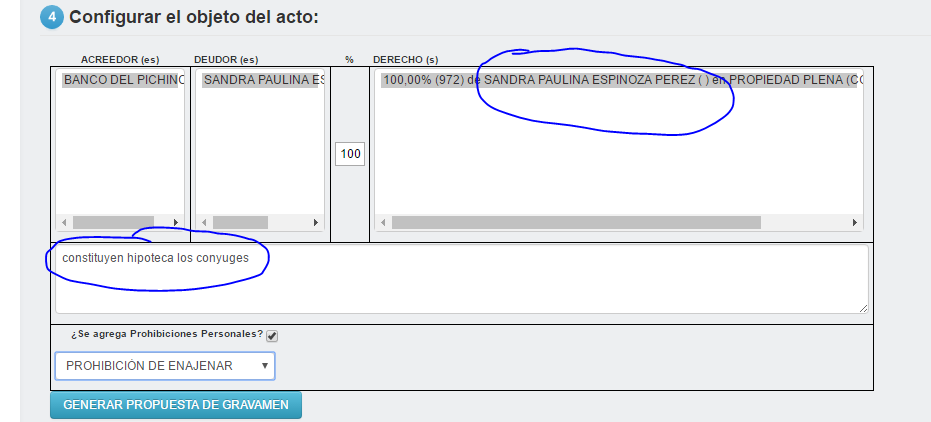 4 Configurar el objeto del acto:
ACREEDOR (es) DEUDOR (es) % DERECHO (s)
BANCO DEL PICHINC SANDRA PAULINA ES 100,00% (972) de SANDRA PAULINA ESPINOZA PEREZ ( ) en PROPIEDAD PLENA (CO
100
constituyen hipoteca los conyuges
¿Se agrega Prohibiciones Personales?
PROHIBICIÓN DE ENAJENAR
GENERAR PROPUESTA DE GRAVAMEN